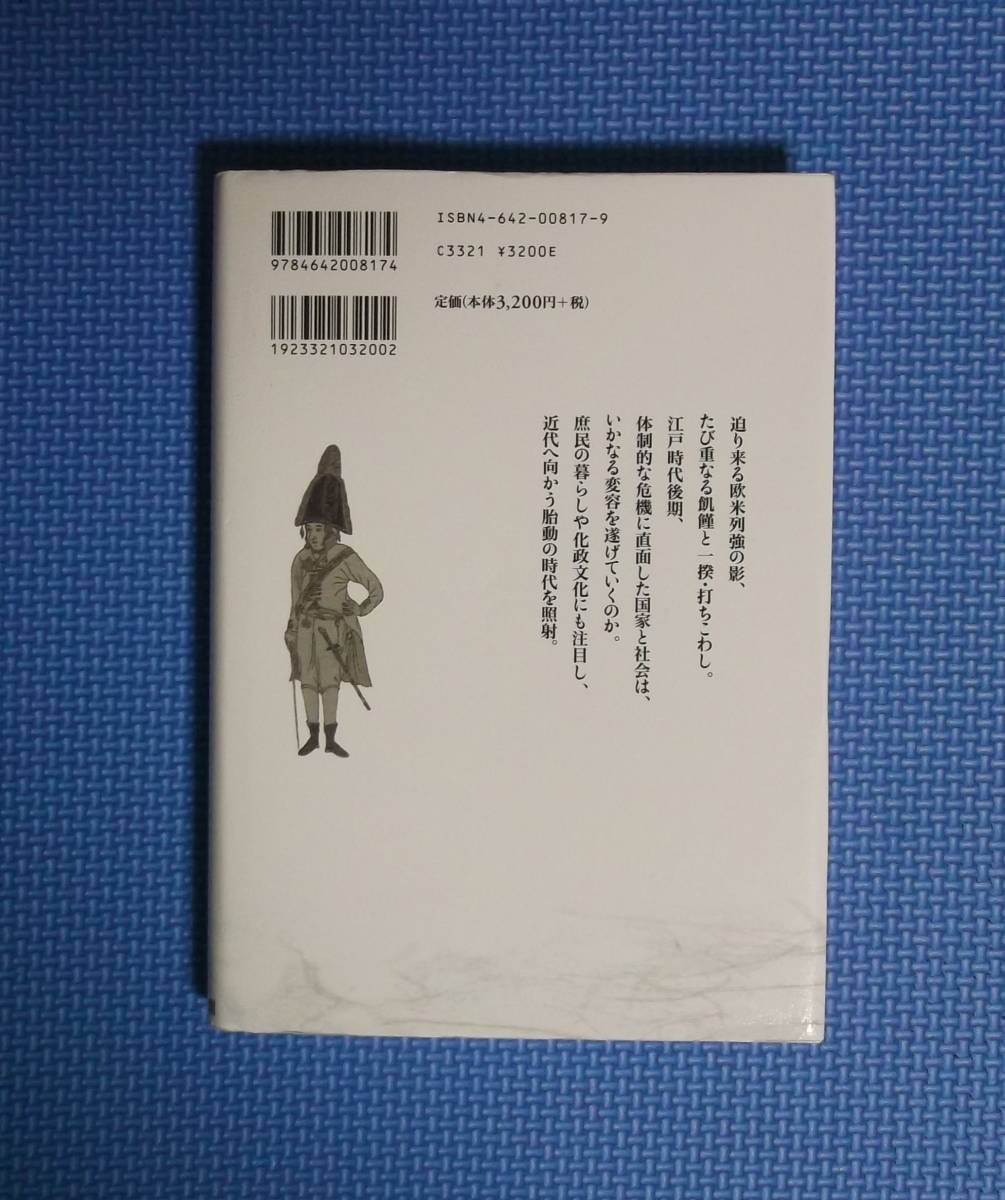 ISBN4-642-00817-9
C3321 ¥3200E
9784642008174
定価(本体3,200円+税)
1923321032002
迫り来る欧米列強の影、
たび重なる飢饉と一揆・打ちこわし。
江戸時代後期、
体制的な危機に直面した国家と社会は、
いかなる変容を遂げていくのか。
庶民の暮らしや化政文化にも注目し、
近代へ向かう胎動の時代を照射。